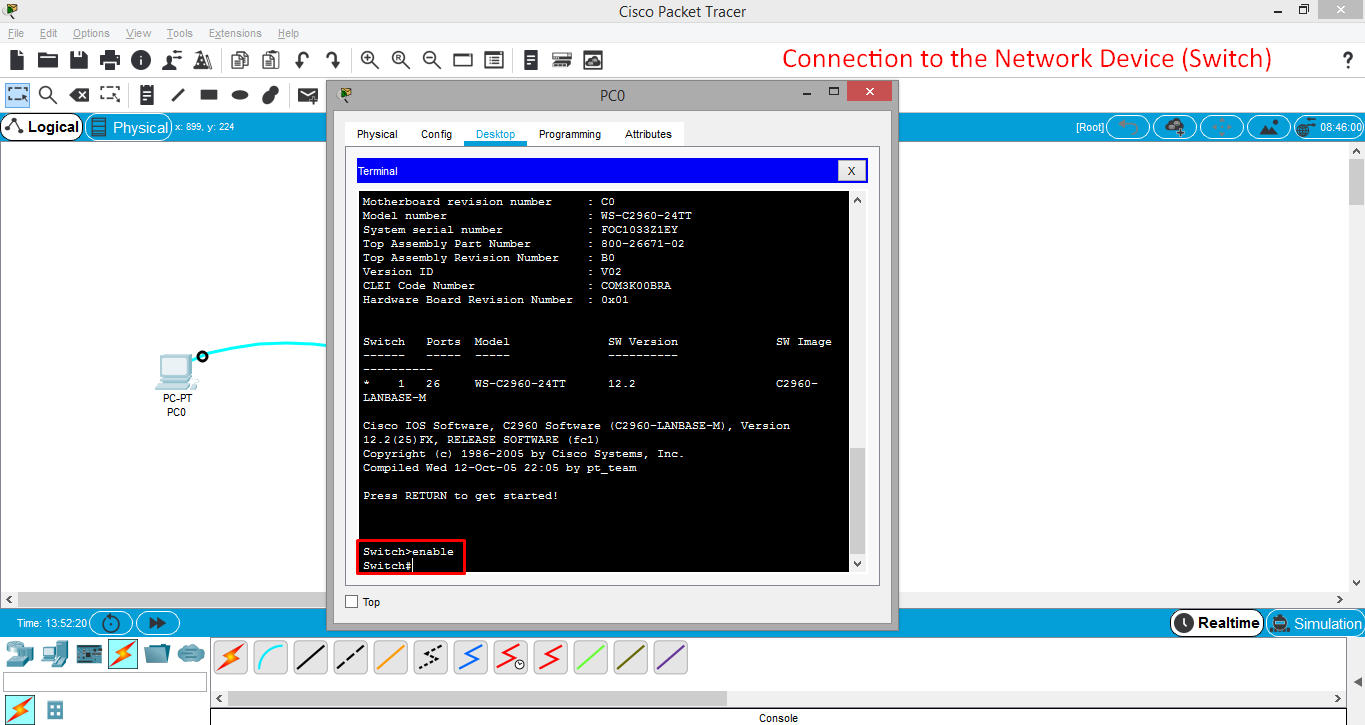 Cisco Packet Tracer
File Edit Options View Tools Extensions Help
Connection to the Network Device (Switch)
?
PC0
Logical
Physical
x: 899, y: 224
[Root]
08:46:00
Physical Config Desktop Programming Attributes
Terminal
X
Motherboard revision number : C0
Model number : WS-C2960-24TT
System serial number : FOC1033Z1EY
Top Assembly Part Number : 800-26671-02
Top Assembly Revision Number : B0
Version ID : V02
CLEI Code Number : COM3K00BRA
Hardware Board Revision Number : 0x01
Switch Ports Model SW Version SW Image
------ ----- ----- ---------- 
----------
* 1 26 WS-C2960-24TT 12.2 C2960-
LANBASE-M
Cisco IOS Software, C2960 Software (C2960-LANBASE-M), Version
12.2(25)FX, RELEASE SOFTWARE (fc1)
Copyright (c) 1986-2005 by Cisco Systems, Inc.
Compiled Wed 12-Oct-05 22:05 by pt_team
Press RETURN to get started!
Switch>enable
Switch#
PC-PT
PC0
Top
Time: 13:52:20
Realtime
Simulation
Console